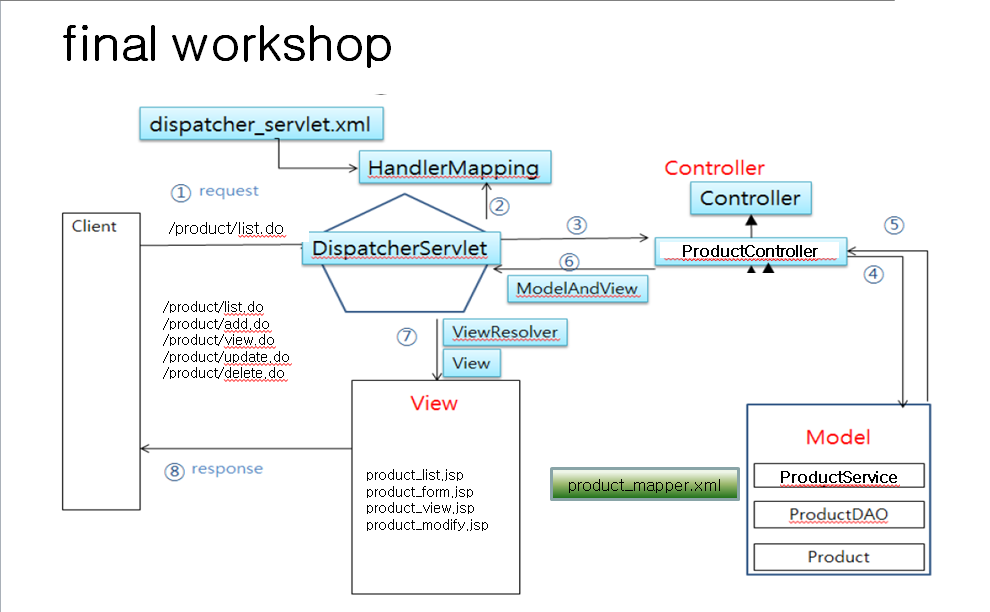 final workshop
dispatcher_servlet.xml
HandlerMapping
① request
②
/product/list.do
Client
DispatcherServlet
③
Controller
Controller
ProductController
⑤
④
⑥
ModelAndView
/product/list.do
/product/add.do
/product/view.do
/product/update.do
/product/delete.do
⑦
ViewResolver
View
View
⑧ response
product_list.jsp
product_form.jsp
product_view.jsp
product_modify.jsp
product_mapper.xml
Model
ProductService
ProductDAO
Product